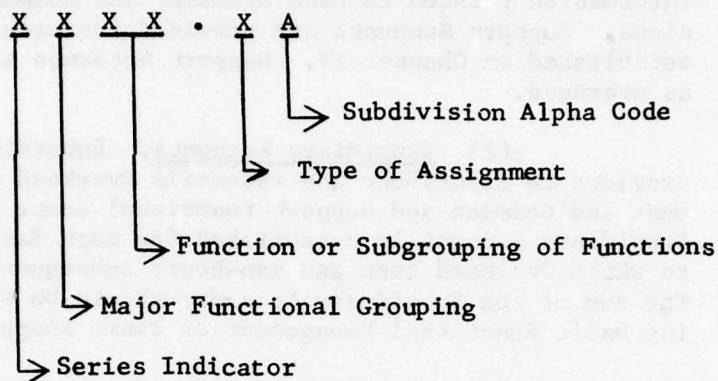 X X X X . X A
Subdivision Alpha Code
Type of Assignment
Function or Subgrouping of Functions
Major Functional Grouping
Series Indicator